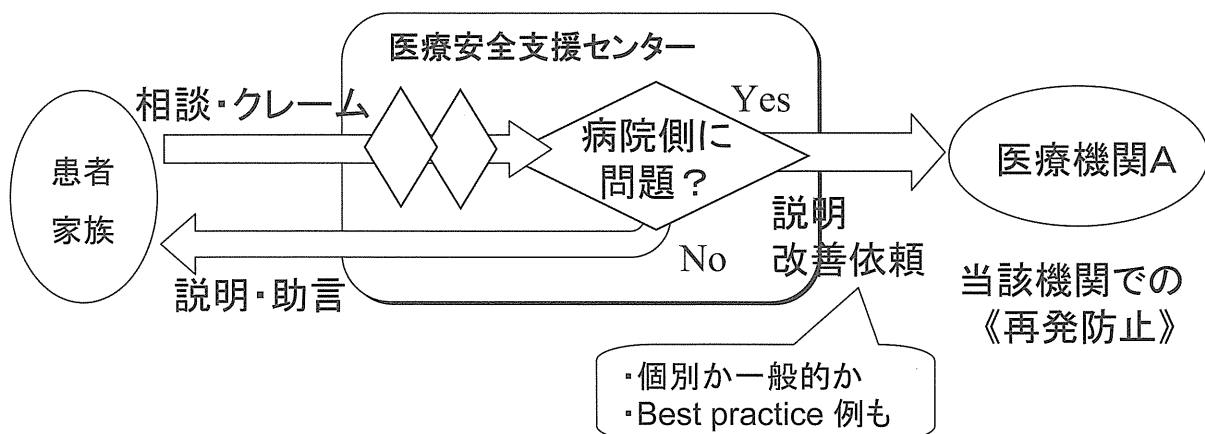 医療安全支援センター
相談・クレーム
患者
家族
病院側に
問題？
Yes
医療機関A
No
説明
改善依頼
説明・助言
当該機関での
《再発防止》
・個別か一般的か
・Best practice 例も